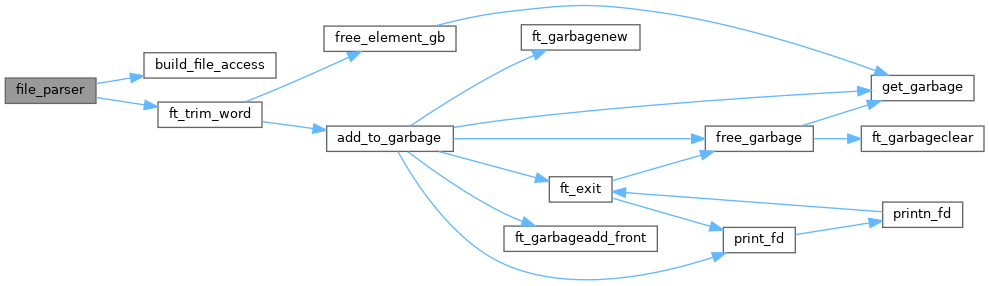 file_parser
build_file_access
ft_trim_word
free_element_gb
add_to_garbage
ft_garbagenew
ft_exit
ft_garbageadd_front
free_garbage
print_fd
get_garbage
ft_garbageclear
printn_fd